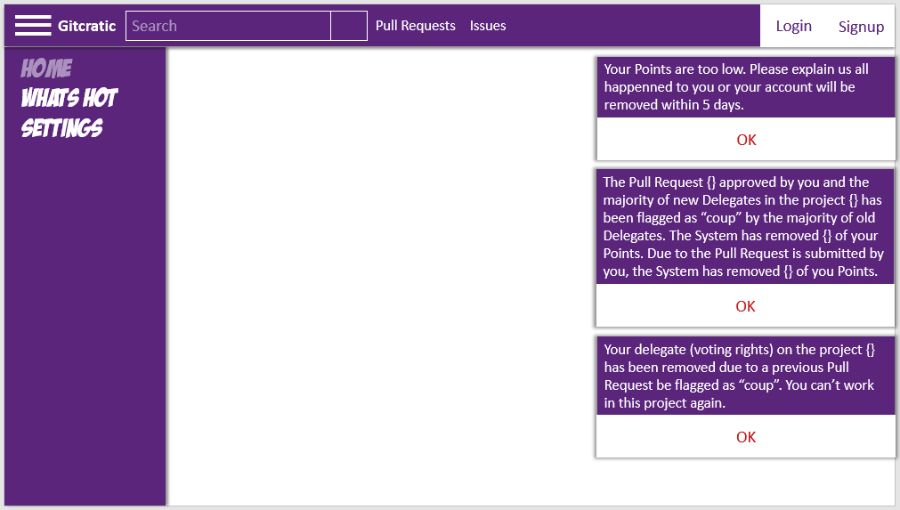 Gitcratic Search Pull Requests Issues Login Signup
HOME
WHATS HOT
SETTINGS
Your Points are too low. Please explain us all
happenned to you or your account will be
removed within 5 days.
OK
The Pull Request {} approved by you and the
majority of new Delegates in the project {} has
been flagged as “coup” by the majority of old
Delegates. The System has removed {} of your
Points. Due to the Pull Request is submitted by
you, the System has removed {} of you Points.
OK
Your delegate (voting rights) on the project {}
has been removed due to a previous Pull
Request be flagged as “coup”. You can’t work
in this project again.
OK